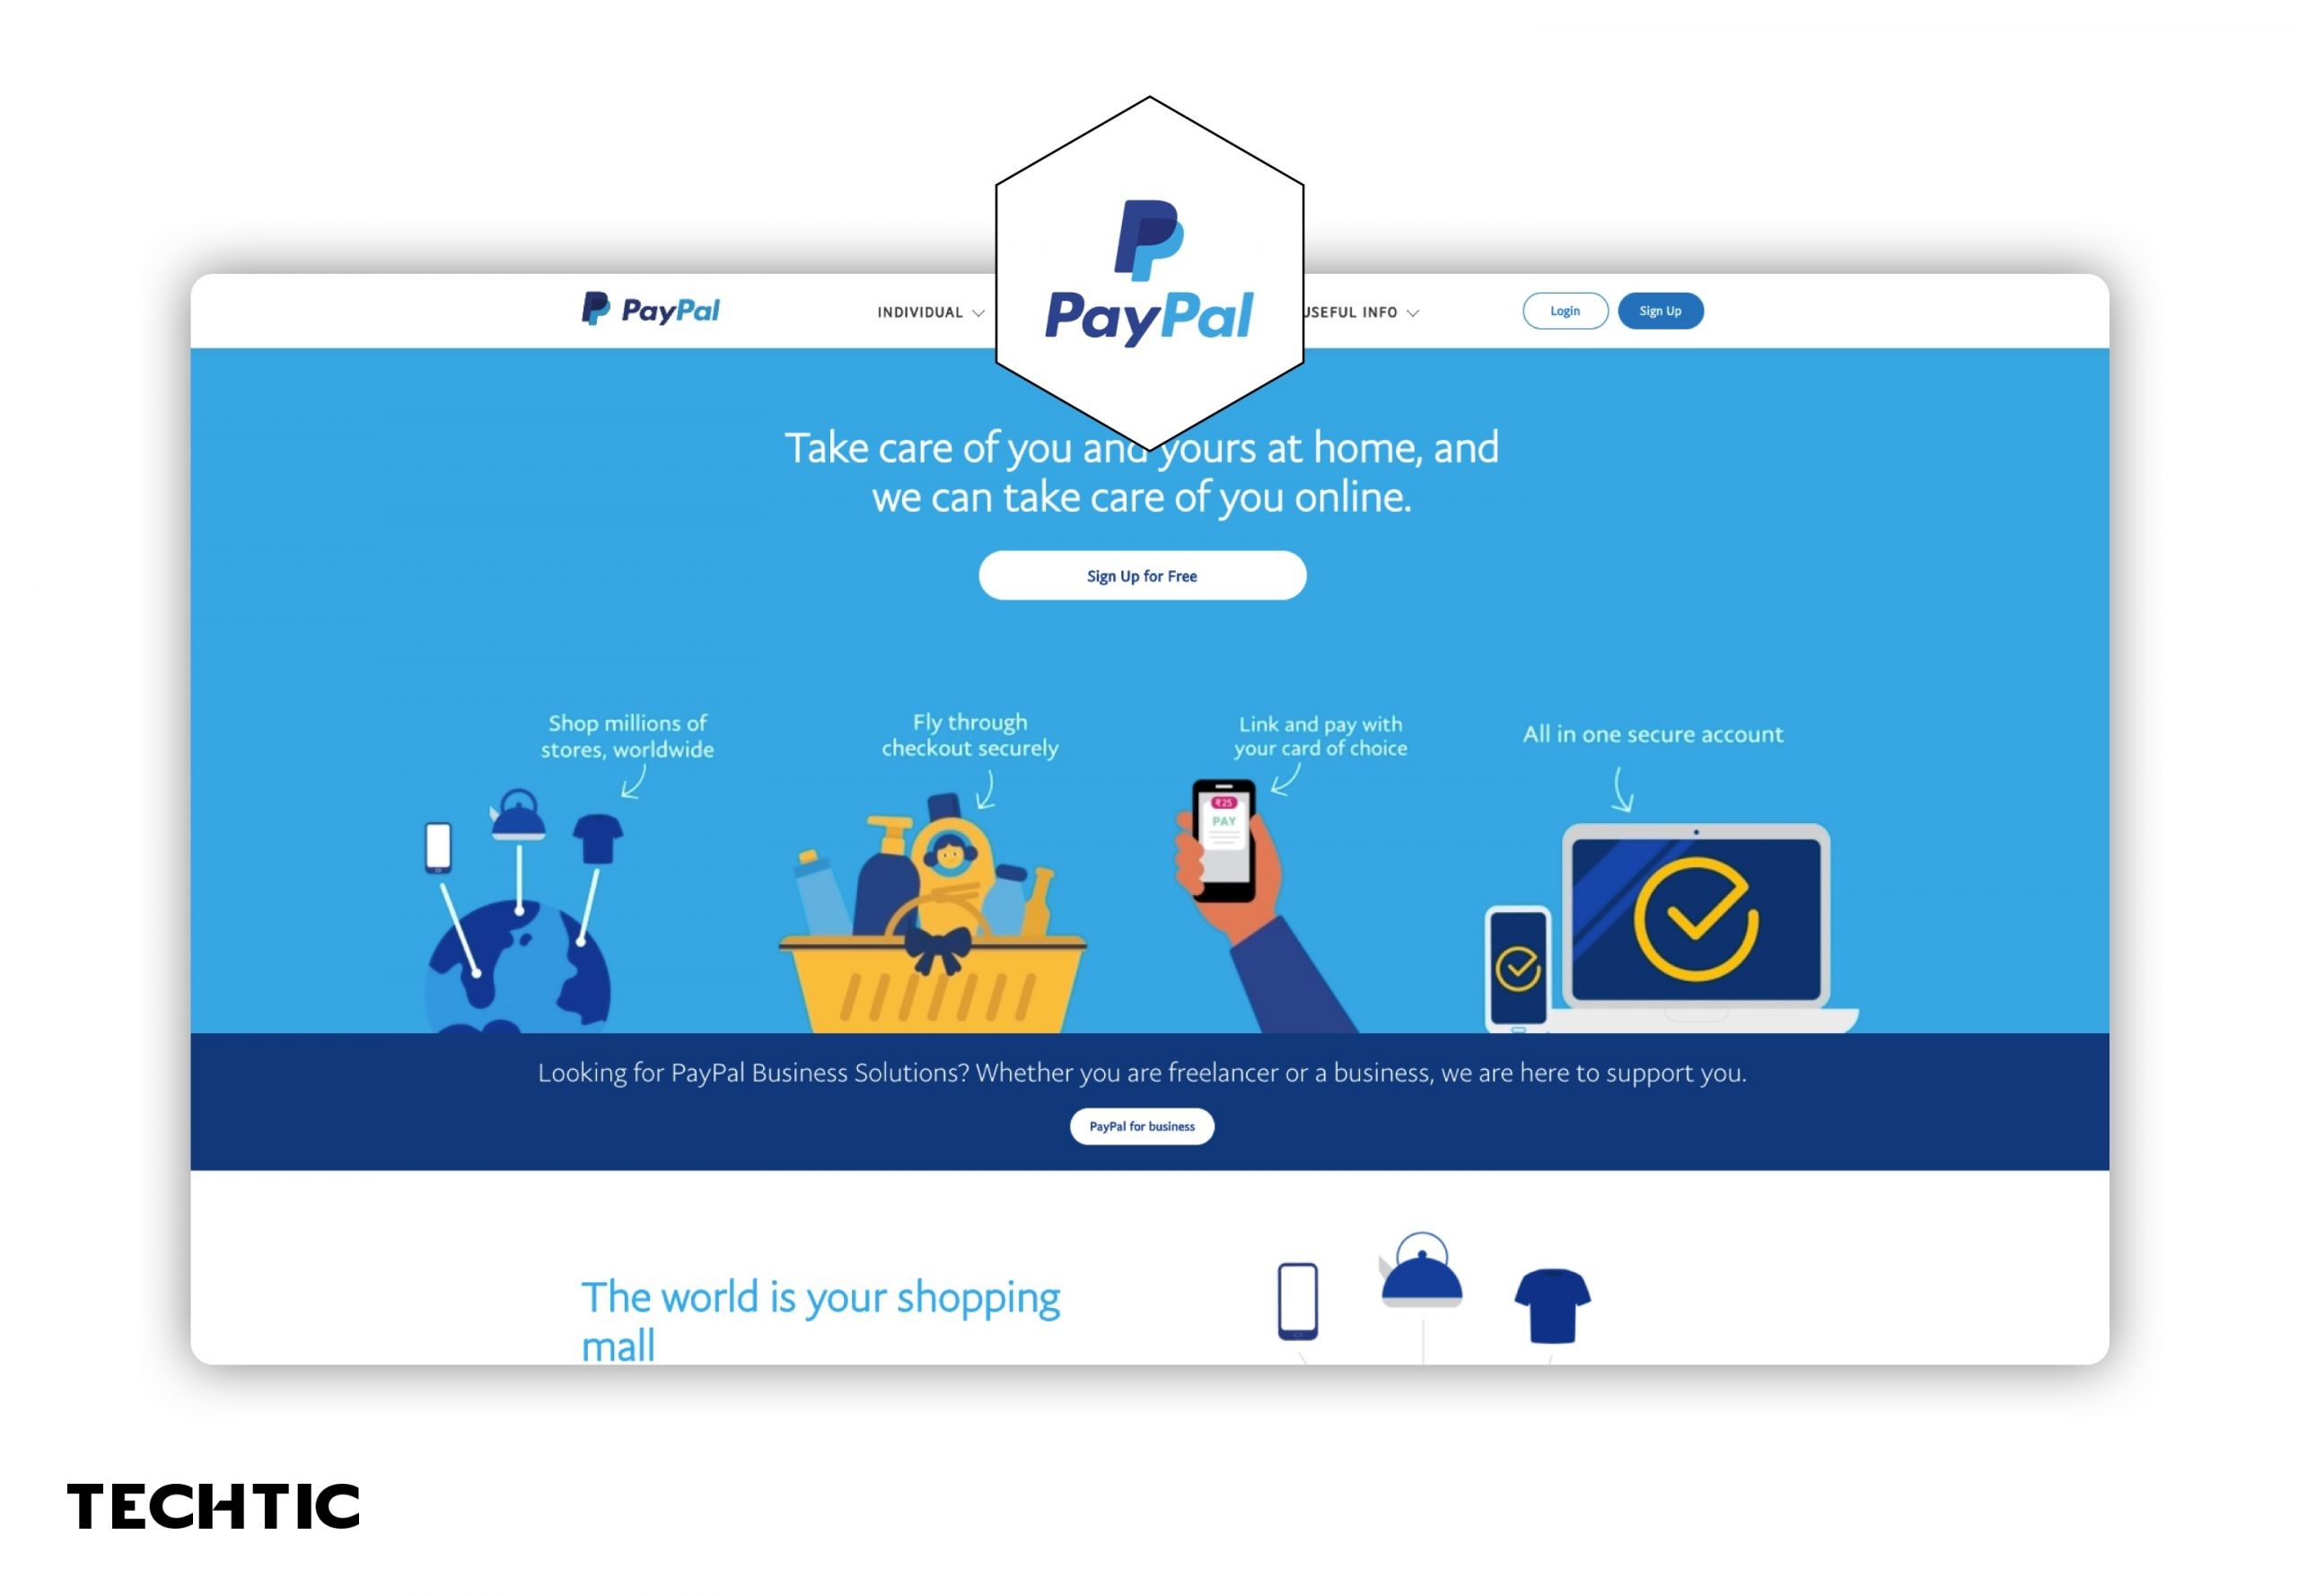 PayPal
PayPal
INDIVIDUAL
USEFUL INFO
Login
Sign Up
Take care of you and yours at home, and
we can take care of you online.
Sign Up for Free
Shop millions of
stores, worldwide
Fly through
checkout securely
Link and pay with
your card of choice
All in one secure account
₹25
PAY
Looking for PayPal Business Solutions? Whether you are freelancer or a business, we are here to support you.
PayPal for business
The world is your shopping
mall
TECHTIC